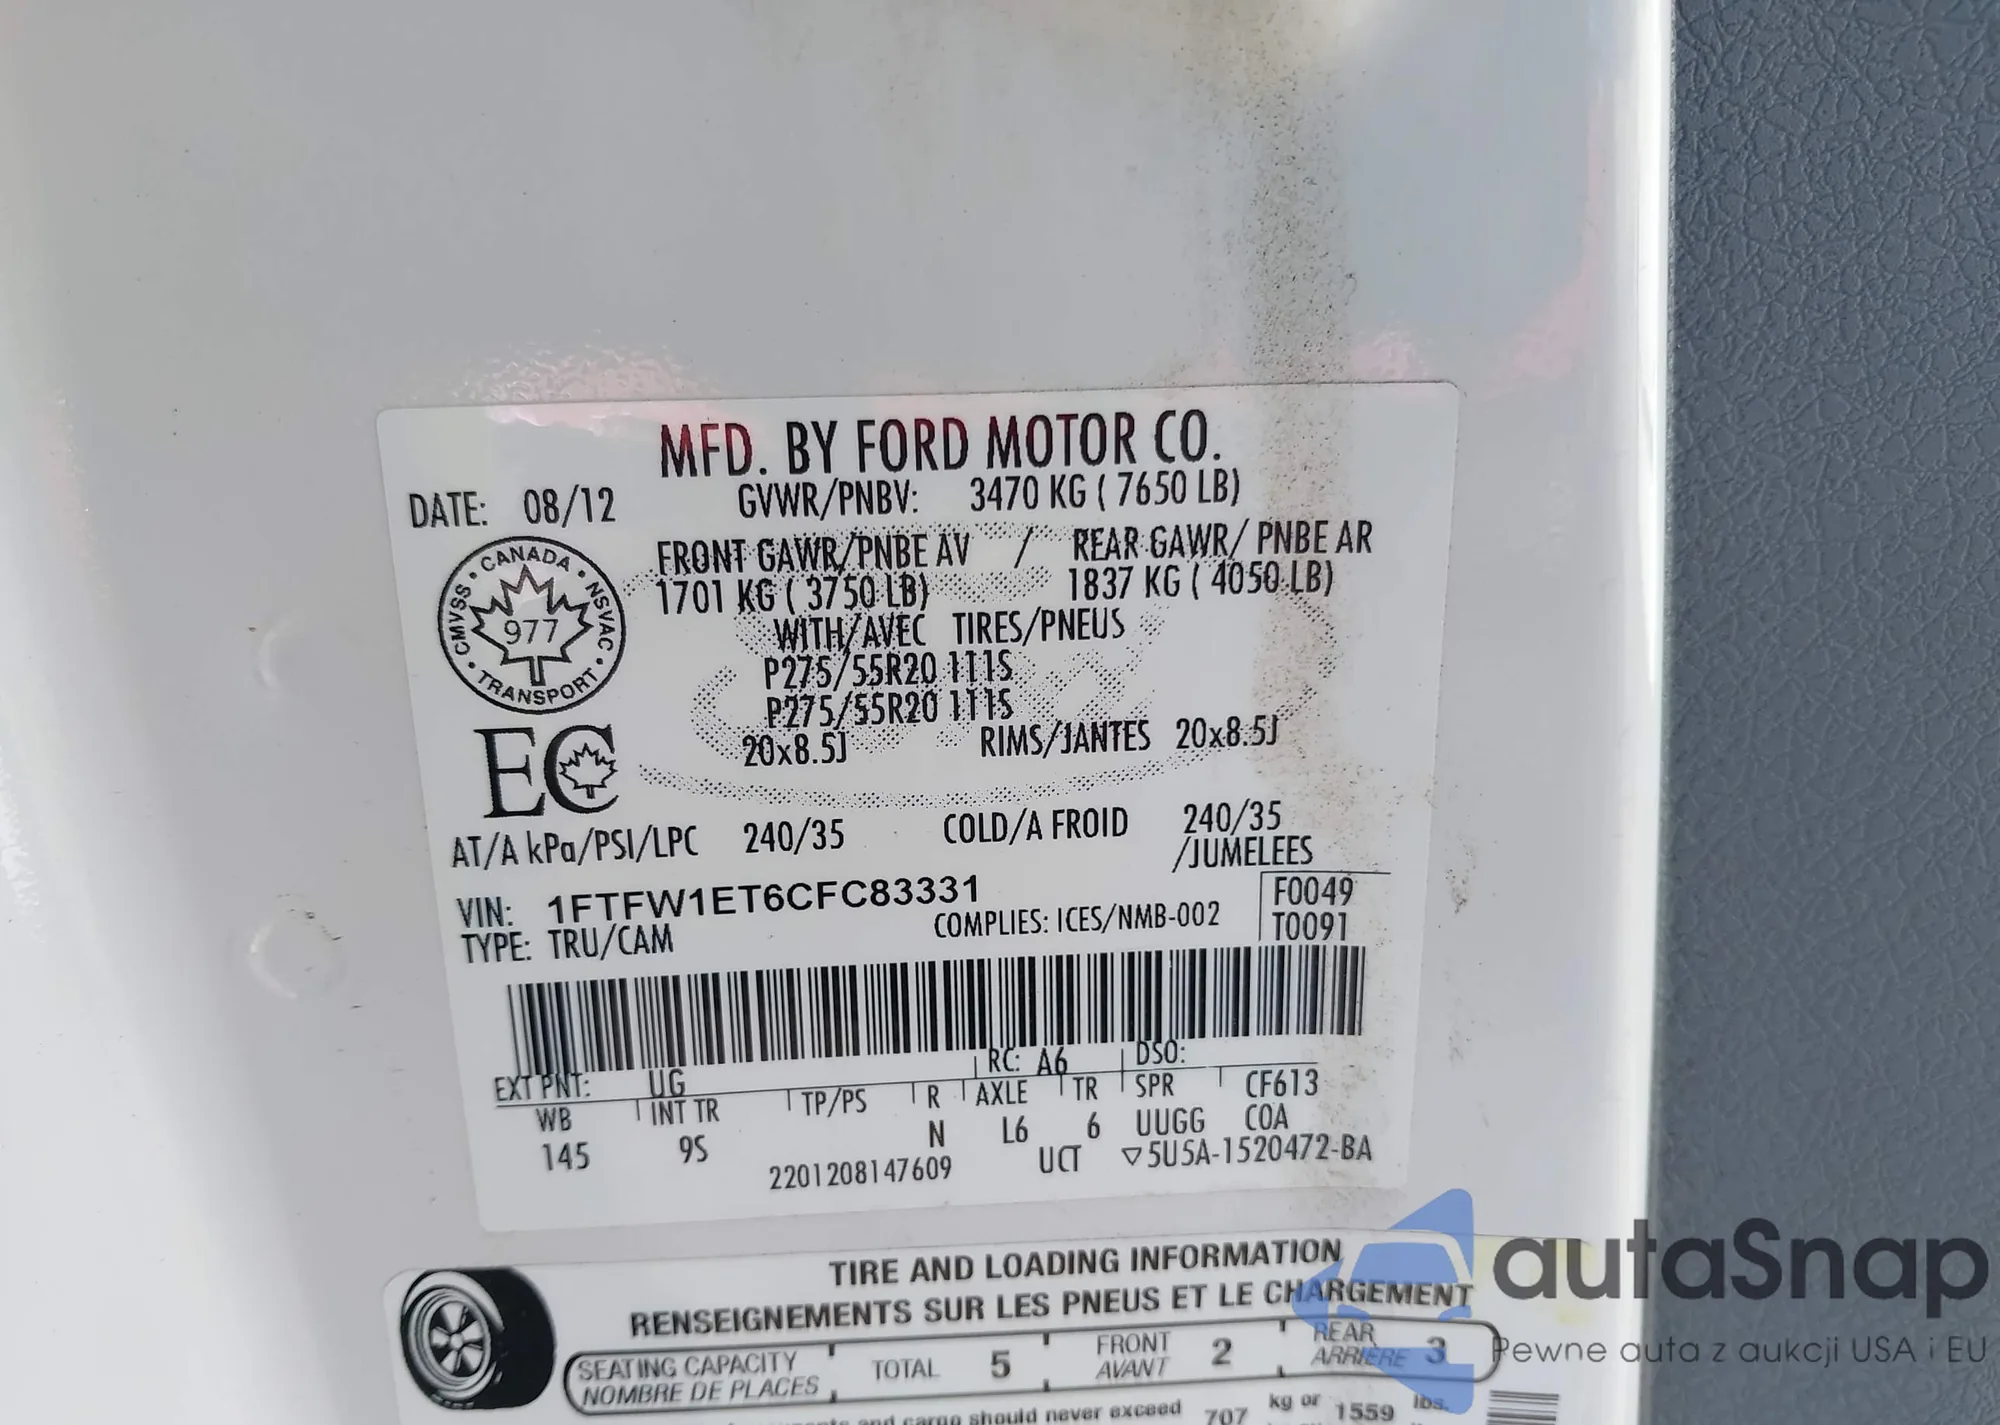 MFD. BY FORD MOTOR CO.
DATE: 08/12 GVWR/PNBV: 3470 KG ( 7650 LB)
FRONT GAWR/PNBE AV / REAR GAWR/ PNBE AR
1701 KG ( 3750 LB) 1837 KG ( 4050 LB)
WITH/AVEC TIRES/PNEUS
P275/55R20 111S
P275/55R20 111S
20x8.5J RIMS/JANTES 20x8.5J
CANADA • NSVAC • TRANSPORT • CMVSS •
977
EC
AT/A kPa/PSI/LPC 240/35 COLD/A FROID 240/35
/JUMELEES
VIN: 1FTFW1ET6CFC83331 F0049
TYPE: TRU/CAM COMPLIES: ICES/NMB-002 T0091
EXT PNT: UG RC: A6 DSO:
WB INT TR TP/PS R AXLE TR SPR CF613
145 9S N L6 6 UUGG COA
2201208147609 UCT ▽5U5A-1520472-BA
TIRE AND LOADING INFORMATION
RENSEIGNEMENTS SUR LES PNEUS ET LE CHARGEMENT
SEATING CAPACITY TOTAL 5 FRONT 2 REAR 3
NOMBRE DE PLACES AVANT ARRIÈRE
and cargo should never exceed 707 kg or 1559 lbs.
autaSnap
Pewne auta z aukcji USA i EU